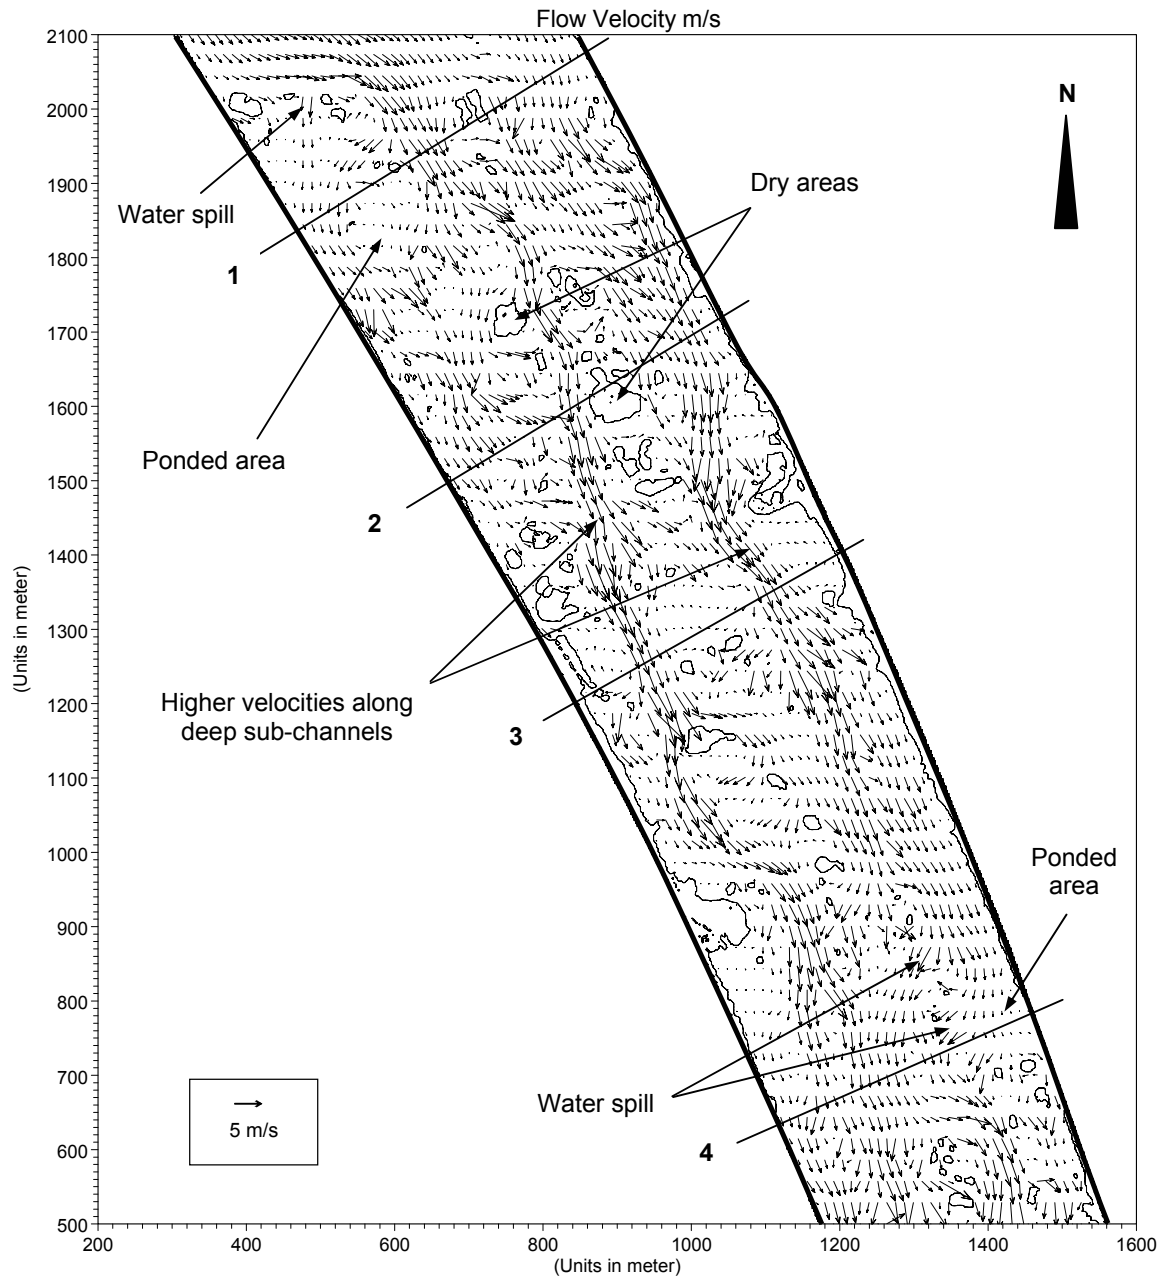 Flow Velocity m/s
2100
2000
1900
1800
1700
1600
1500
1400
1300
1200
1100
1000
900
800
700
600
500
(Units in meter)
N
Dry areas
Water spill
1
Ponded area
2
Higher velocities along
deep sub-channels
3
Ponded
area
Water spill
4
5 m/s
200
400
600
800
1000
1200
1400
1600
(Units in meter)